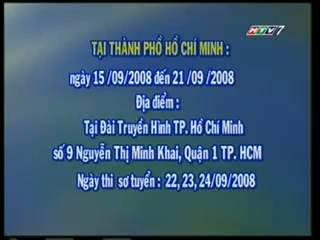 HTV7
TẠI THÀNH PHỐ HỒ CHÍ MINH :
ngày 15 /09/2008 đến 21 /09 /2008
Địa điểm :
Tại Đài Truyền Hình TP. Hồ Chí Minh
số 9 Nguyễn Thị Minh Khai, Quận 1 TP. HCM
Ngày thi sơ tuyển : 22, 23, 24/09/2008